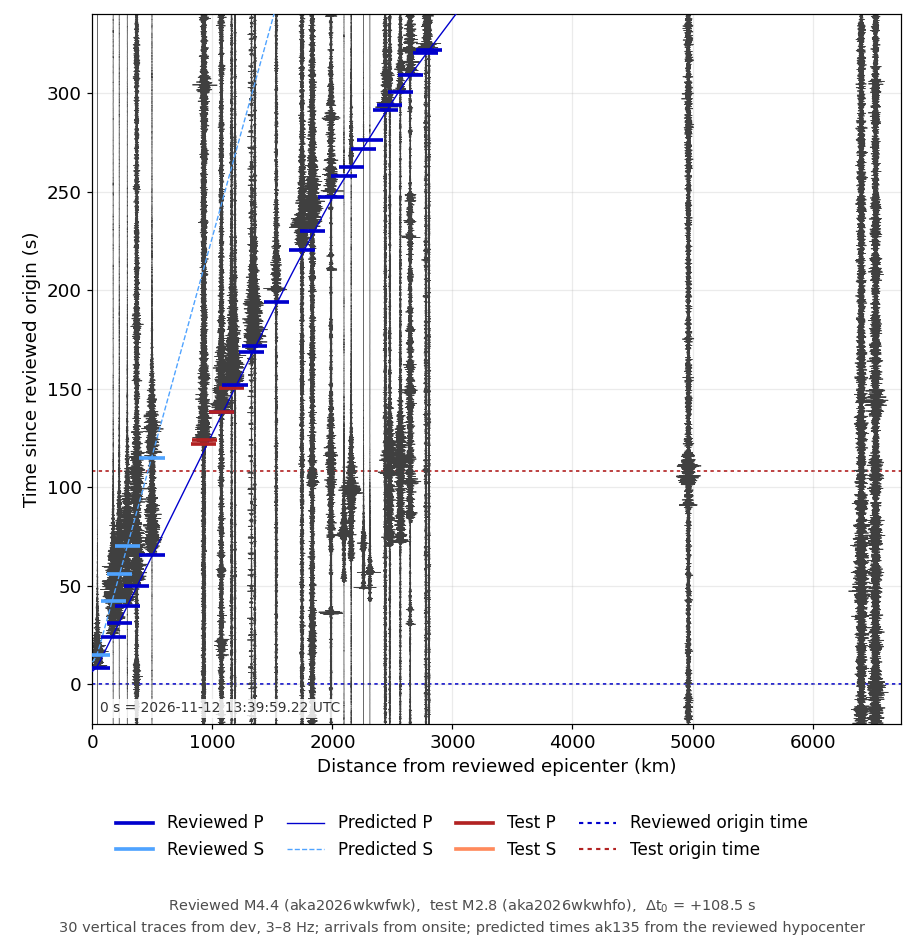 300
250
200
150
100
50
0
Time since reviewed origin (s)
0 s = 2026-11-12 13:39:59.22 UTC
0 1000 2000 3000 4000 5000 6000
Distance from reviewed epicenter (km)
Reviewed P Predicted P Test P Reviewed origin time
Reviewed S Predicted S Test S Test origin time
Reviewed M4.4 (aka2026wkwfwk), test M2.8 (aka2026wkwhfo), Δt₀ = +108.5 s
30 vertical traces from dev, 3–8 Hz; arrivals from onsite; predicted times ak135 from the reviewed hypocenter